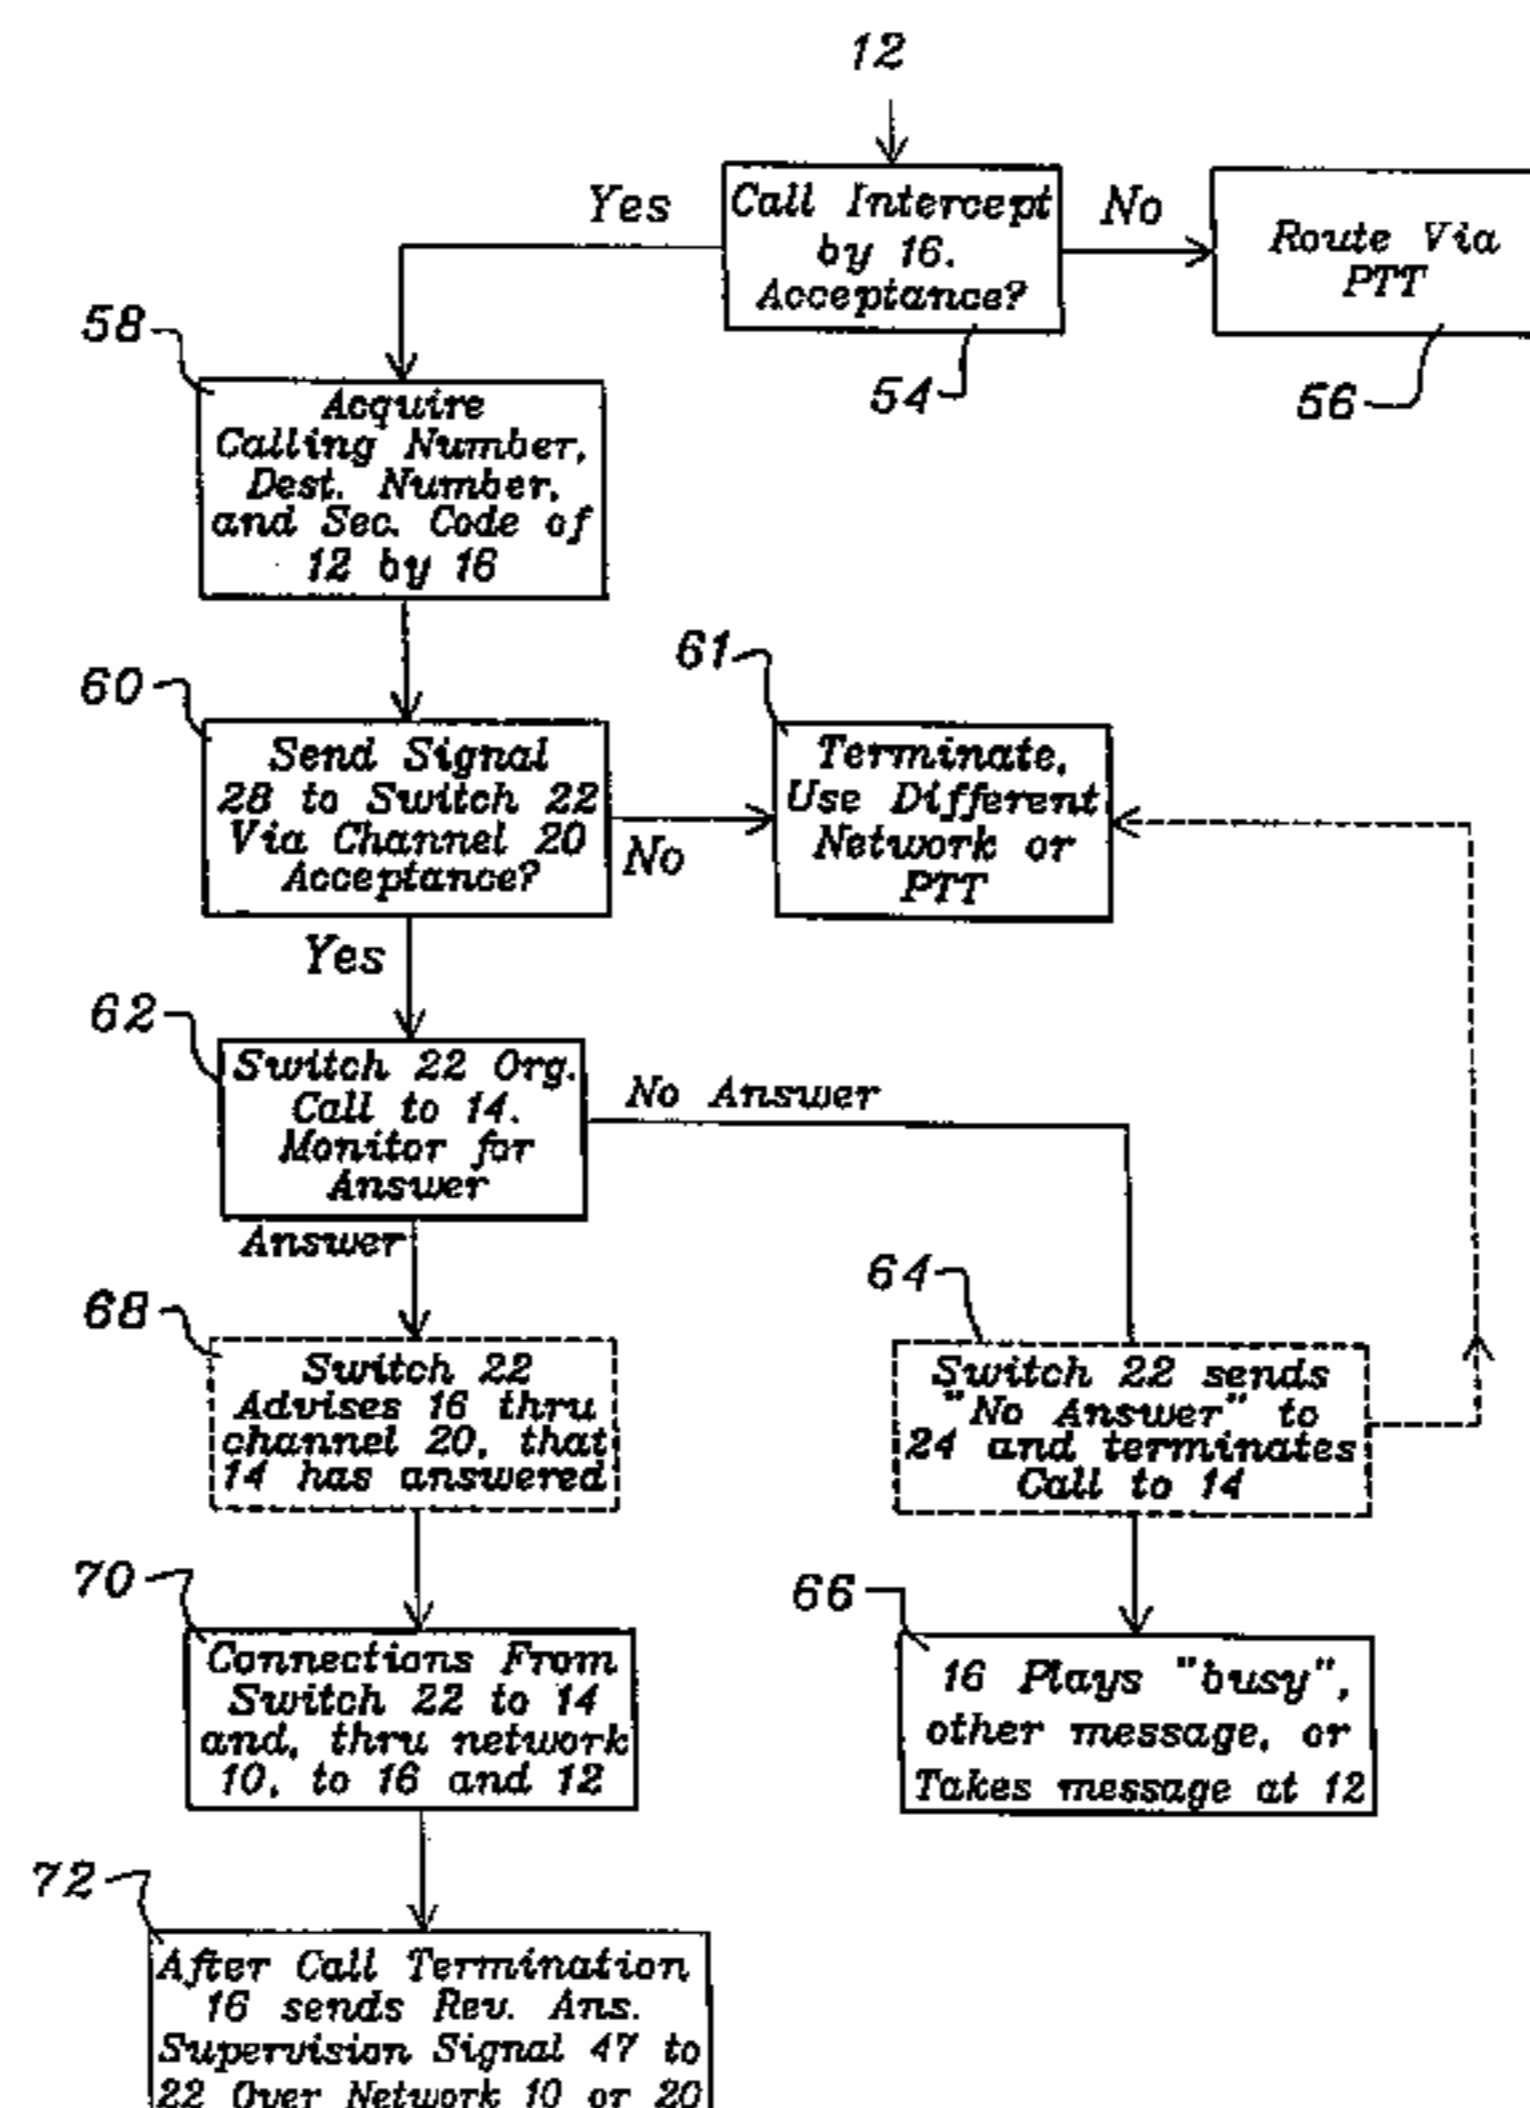 12
Yes
Call Intercept
by 16.
Acceptance?
No
Route Via
PTT
54
56
58
Acquire
Calling Number,
Dest. Number,
and Sec. Code of
12 by 16
60
Send Signal
28 to Switch 22
Via Channel 20
Acceptance?
No
61
Terminate,
Use Different
Network or
PTT
Yes
62
Switch 22 Org.
Call to 14.
Monitor for
Answer
No Answer
Answer
68
Switch 22
Advises 16 thru
channel 20, that
14 has answered
64
Switch 22 sends
"No Answer" to
24 and terminates
Call to 14
70
Connections From
Switch 22 to 14
and, thru network
10, to 16 and 12
66
16 Plays "busy",
other message, or
Takes message at 12
72
After Call Termination
16 sends Rev. Ans.
Supervision Signal 47 to
22 Over Network 10 or 20